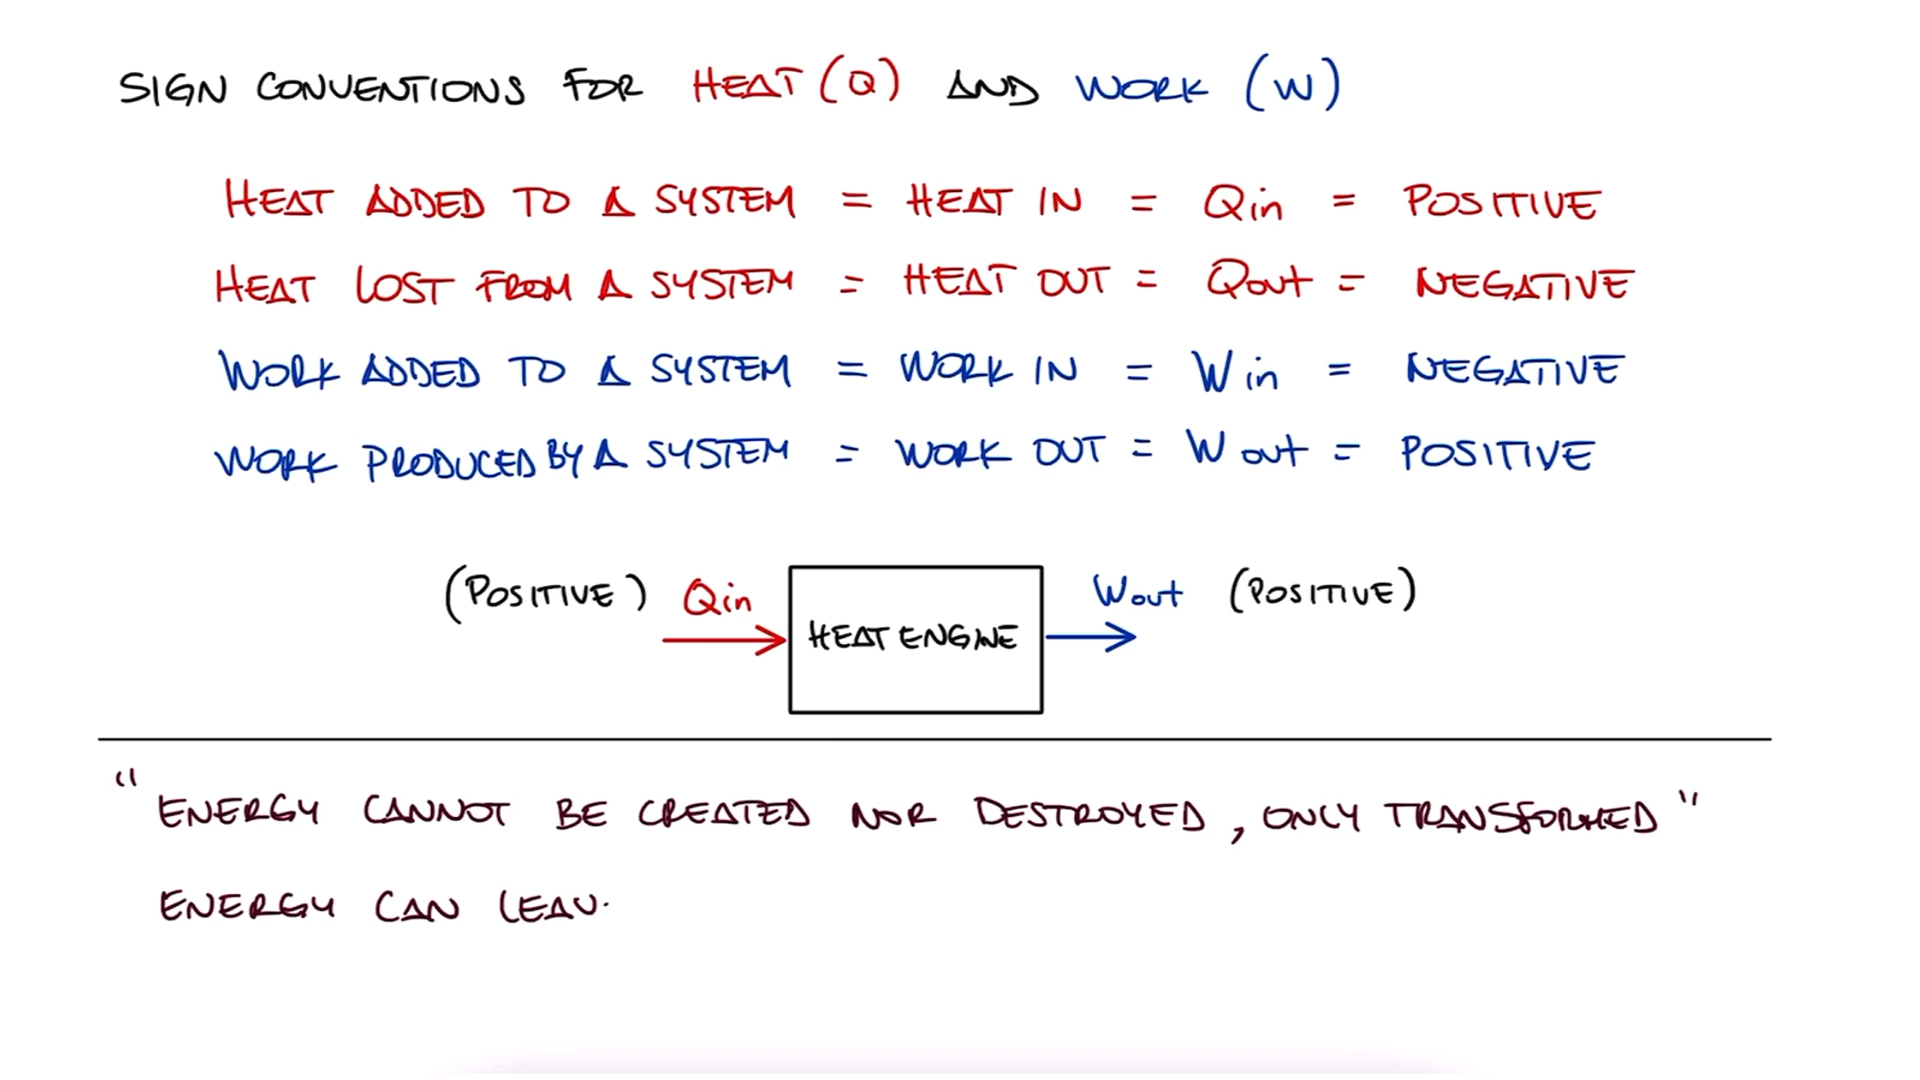 SIGN CONVENTIONS FOR HEAT (Q) AND WORK (W)
HEAT ADDED TO A SYSTEM = HEAT IN = Qin = POSITIVE
HEAT LOST FROM A SYSTEM = HEAT OUT = Qout = NEGATIVE
WORK ADDED TO A SYSTEM = WORK IN = Win = NEGATIVE
WORK PRODUCED BY A SYSTEM = WORK OUT = Wout = POSITIVE
(POSITIVE) Qin
HEAT ENGINE
Wout (POSITIVE)
"ENERGY CANNOT BE CREATED NOR DESTROYED, ONLY TRANSFORMED"
ENERGY CAN LEAV